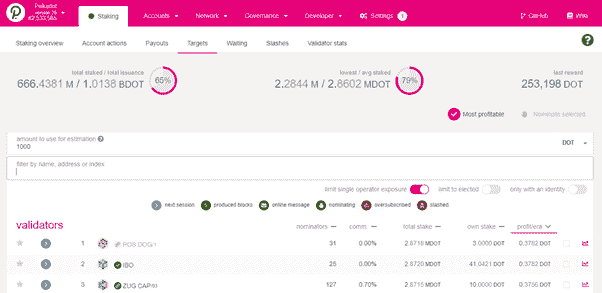 Polkadot
version 26
Staking
Accounts
Network
Governance
Developer
Settings
1
GitHub
Wiki
Staking overview
Account actions
Payouts
Targets
Waiting
Slashes
Validator stats
total staked / total issuance
666.4381 M / 1.0138 BDOT
65%
lowest / avg staked
2.2844 M / 2.8602 MDOT
79%
last reward
253,198 DOT
Most profitable
Nominate selected
amount to use for estimation
1000
DOT
filter by name, address or index
limit single operator exposure
limit to elected
only with an identity
next session
produced blocks
online message
nominating
oversubscribed
slashed
validators
nominators
comm.
total stake
own stake
profit/era
1
31
0.00%
2.8718 MDOT
3.0000 DOT
0.3782 DOT
2
IBO
25
0.00%
2.8720 MDOT
41.0421 DOT
0.3782 DOT
3
ZUG CAP/03
127
0.70%
2.8715 MDOT
10.0000 DOT
0.3756 DOT